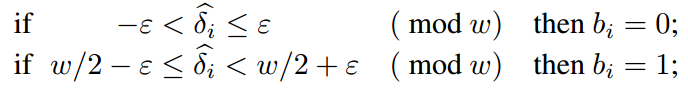 if −ε < δ̂ᵢ ≤ ε ( mod w) then bᵢ = 0;
if w/2 − ε ≤ δ̂ᵢ < w/2 + ε ( mod w) then bᵢ = 1;